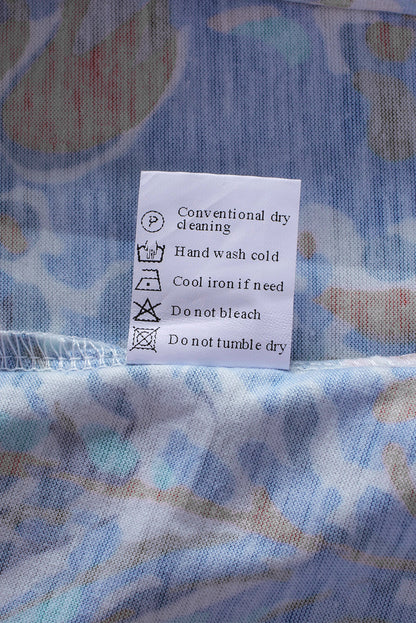 P
Conventional dry
cleaning
Hand wash cold
Cool iron if need
Do not bleach
Do not tumble dry